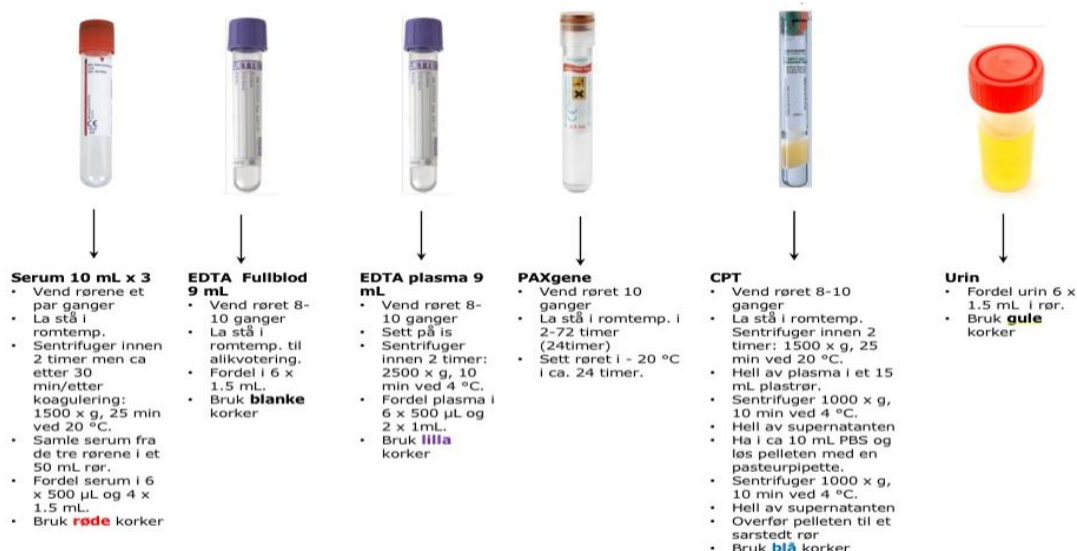 Serum 10 mL x 3
• Vend rørene et
par ganger
• La stå i
romtemp.
• Sentrifuger innen
2 timer men ca
etter 30
min/etter
koagulering:
1500 x g, 25 min
ved 20 °C.
• Samle serum fra
de tre rørene i et
50 mL rør.
• Fordel serum i 6
x 500 µL og 4 x
1.5 mL.
• Bruk røde korker
EDTA Fullblod
9 mL
• Vend røret 8-
10 ganger
• La stå i
romtemp. til
alikvotering.
• Fordel i 6 x
1.5 mL.
• Bruk blanke
korker
EDTA plasma 9
mL
• Vend røret 8-
10 ganger
• Sett på is
• Sentrifuger
innen 2 timer:
2500 x g, 10
min ved 4 °C.
• Fordel plasma i
6 x 500 µL og
2 x 1mL.
• Bruk lilla
korker
PAXgene
• Vend røret 10
ganger
• La stå i romtemp. i
2-72 timer
(24timer)
• Sett røret i - 20 °C
i ca. 24 timer.
CPT
• Vend røret 8-10
ganger
• La stå i romtemp.
• Sentrifuger innen 2
timer: 1500 x g, 25
min ved 20 °C.
• Hell av plasma i et 15
mL plastrør.
• Sentrifuger 1000 x g,
10 min ved 4 °C.
• Hell av supernatanten
• Ha i ca 10 mL PBS og
løs pelleten med en
pasteurpipette.
• Sentrifuger 1000 x g,
10 min ved 4 °C.
• Hell av supernatanten
• Overfør pelleten til et
sarstedt rør
• Bruk blå korker
Urin
• Fordel urin 6 x
1.5 mL i rør.
• Bruk gule
korker